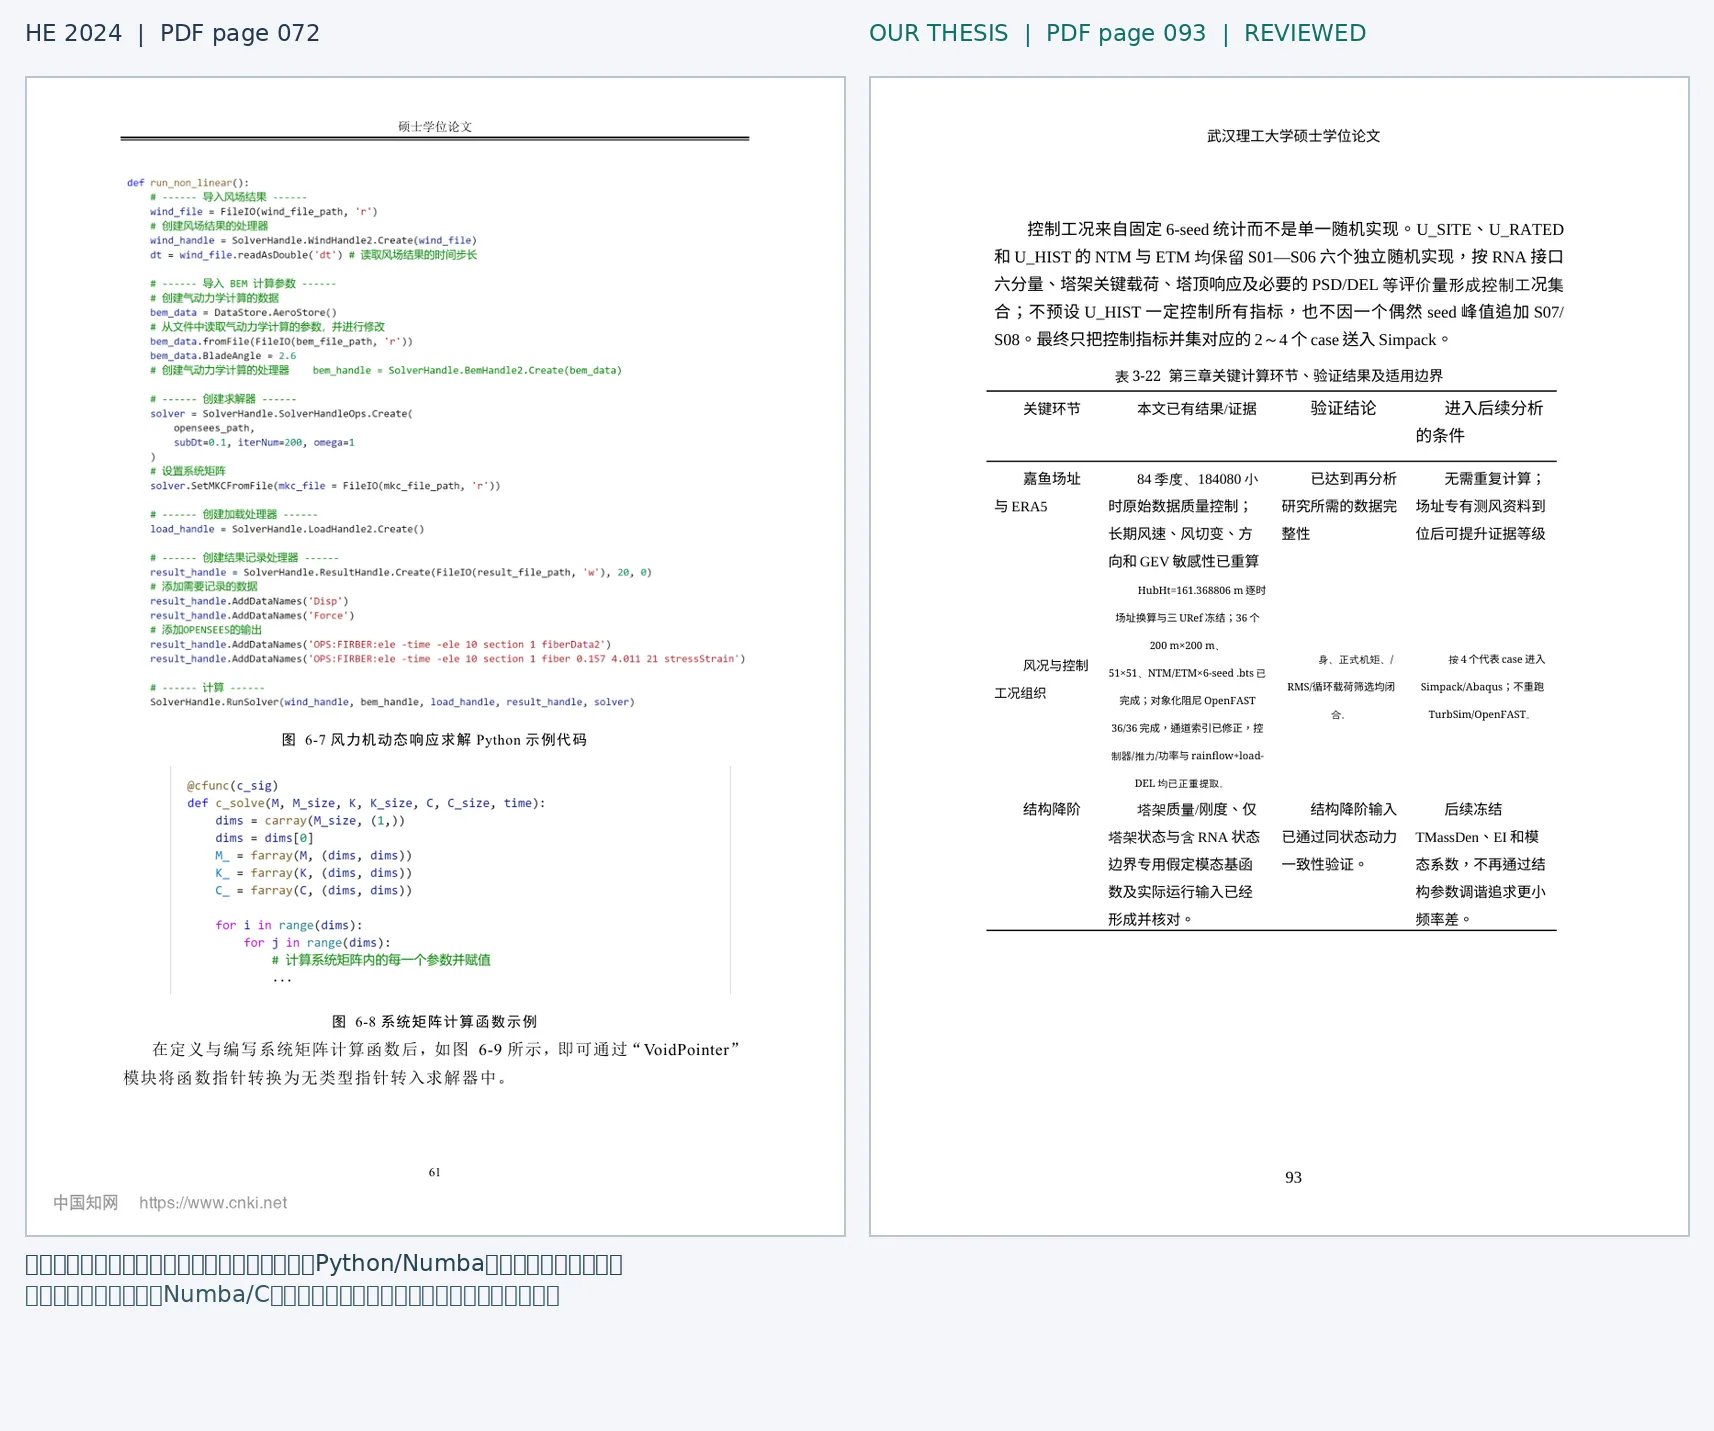 HE 2024 | PDF page 072
硕士学位论文
def run_non_linear():
# ------ 导入风场结果 ------
wind_file = FileIO(wind_file_path, 'r')
# 创建风场结果的处理器
wind_handle = SolverHandle.WindHandle2.Create(wind_file)
dt = wind_file.readAsDouble('dt') # 读取风场结果的时间步长
# ------ 导入 BEM 计算参数 ------
# 创建气动力学计算的数据
bem_data = DataStore.AeroStore()
# 从文件中读取气动力学计算的参数, 并进行修改
bem_data.fromFile(FileIO(bem_file_path, 'r'))
bem_data.BladeAngle = 2.6
# 创建气动力学计算的处理器 bem_handle = SolverHandle.BemHandle2.Create(bem_data)
# ------ 创建求解器 ------
solver = SolverHandle.SolverHandleOps.Create(
opensees_path,
subDt=0.1, iterNum=200, omega=1
)
# 设置系统矩阵
solver.SetMKCFromFile(mkc_file = FileIO(mkc_file_path, 'r'))
# ------ 创建加载处理器 ------
load_handle = SolverHandle.LoadHandle2.Create()
# ------ 创建结果记录处理器 ------
result_handle = SolverHandle.ResultHandle.Create(FileIO(result_file_path, 'w'), 20, 0)
# 添加需要记录的数据
result_handle.AddDataNames('Disp')
result_handle.AddDataNames('Force')
# 添加OPENSEES的输出
result_handle.AddDataNames('OPS:FIRBER:ele -time -ele 10 section 1 fiberData2')
result_handle.AddDataNames('OPS:FIRBER:ele -time -ele 10 section 1 fiber 0.157 4.011 21 stressStrain')
# ------ 计算 ------
SolverHandle.RunSolver(wind_handle, bem_handle, load_handle, result_handle, solver)
图 6-7 风力机动态响应求解 Python 示例代码
@cfunc(c_sig)
def c_solve(M, M_size, K, K_size, C, C_size, time):
dims = carray(M_size, (1,))
dims = dims[0]
M_ = farray(M, (dims, dims))
K_ = farray(K, (dims, dims))
C_ = farray(C, (dims, dims))
for i in range(dims):
for j in range(dims):
# 计算系统矩阵内的每一个参数并赋值
...
图 6-8 系统矩阵计算函数示例
在定义与编写系统矩阵计算函数后，如图 6-9 所示，即可通过“VoidPointer”
模块将函数指针转换为无类型指针转入求解器中。
61
中国知网 https://www.cnki.net
Python/Numba
Numba/C
OUR THESIS | PDF page 093 | REVIEWED
武汉理工大学硕士学位论文
控制工况来自固定 6-seed 统计而不是单一随机实现。U_SITE、U_RATED
和 U_HIST 的 NTM 与 ETM 均保留 S01—S06 六个独立随机实现，按 RNA 接口
六分量、塔架关键载荷、塔顶响应及必要的 PSD/DEL 等评价量形成控制工况集
合；不预设 U_HIST 一定控制所有指标，也不因一个偶然 seed 峰值追加 S07/
S08。最终只把控制指标并集对应的 2～4 个 case 送入 Simpack。
表 3-22 第三章关键计算环节、验证结果及适用边界
关键环节 本文已有结果/证据 验证结论 进入后续分析
的条件
嘉鱼场址 84 季度、184080 小 已达到再分析 无需重复计算；
与 ERA5 时原始数据质量控制； 研究所需的数据完 场址专有测风资料到
长期风速、风切变、方 整性 位后可提升证据等级
向和 GEV 敏感性已重算
HubHt=161.368806 m 逐时
场址换算与三 URef 冻结；36 个
200 m×200 m、
风况与控制 51×51、NTM/ETM×6-seed .bts 已 身、正式机矩、/ 按 4 个代表 case 进入
工况组织 完成；对象化阻尼 OpenFAST RMS/循环载荷筛选均闭 Simpack/Abaqus；不重跑
36/36 完成，通道索引已修正，控 合。 TurbSim/OpenFAST。
制器/推力/功率与 rainflow+load-
DEL 均已正重提取。
结构降阶 塔架质量/刚度、仅 结构降阶输入 后续冻结
塔架状态与含 RNA 状态 已通过同状态动力 TMassDen、EI 和模
边界专用假定模态基函 一致性验证。 态系数，不再通过结
数及实际运行输入已经 构参数调谐追求更小
形成并核对。 频率差。
93